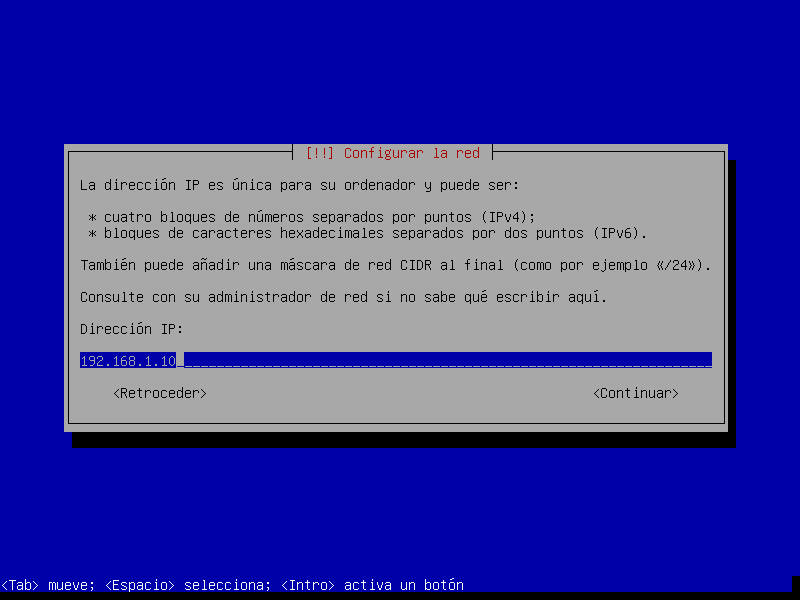 [!!] Configurar la red
La dirección IP es única para su ordenador y puede ser:
* cuatro bloques de números separados por puntos (IPv4);
* bloques de caracteres hexadecimales separados por dos puntos (IPv6).
También puede añadir una máscara de red CIDR al final (como por ejemplo «/24»).
Consulte con su administrador de red si no sabe qué escribir aquí.
Dirección IP:
192.168.1.10
<Retroceder> <Continuar>
<Tab> mueve; <Espacio> selecciona; <Intro> activa un botón